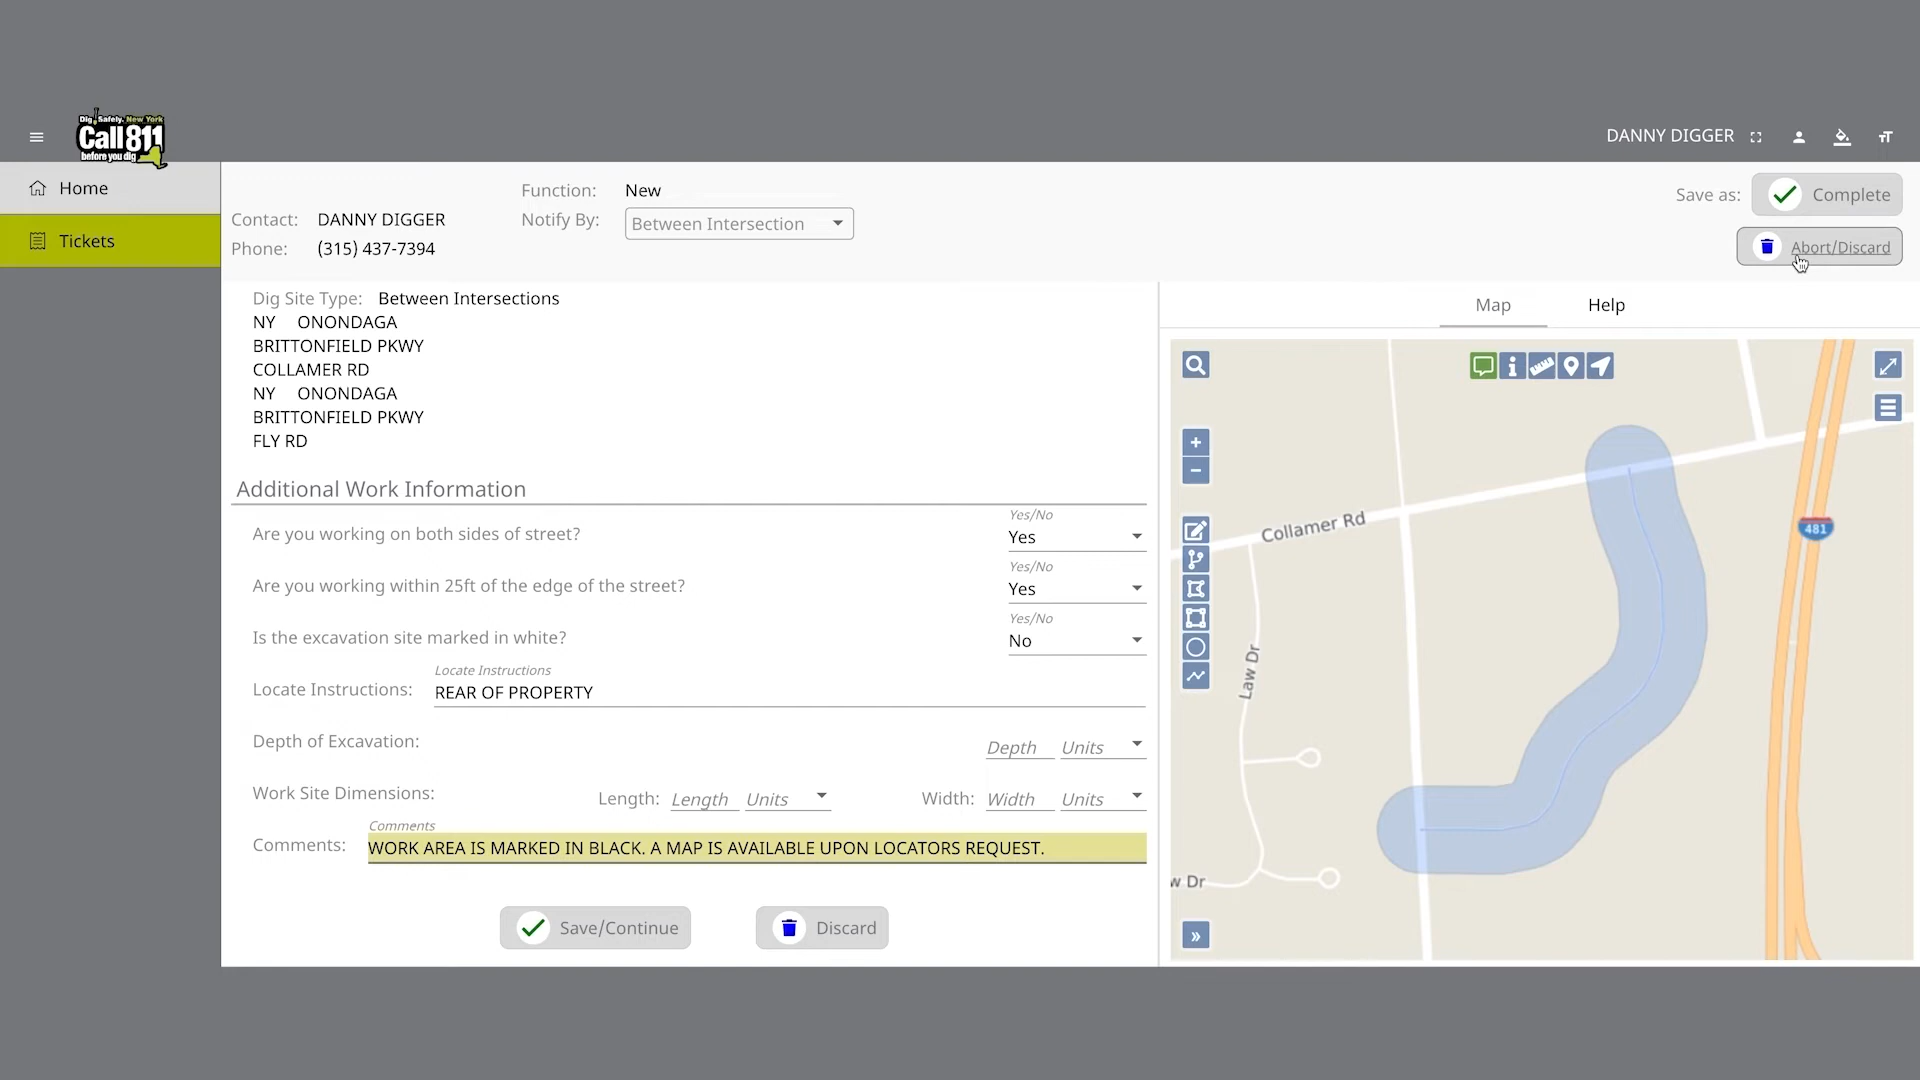 Dig Safely. New York
Call 811
before you dig
DANNY DIGGER
Home
Tickets
Contact: DANNY DIGGER
Phone: (315) 437-7394
Function: New
Notify By: Between Intersection
Save as: Complete
Abort/Discard
Dig Site Type: Between Intersections
NY ONONDAGA
BRITTONFIELD PKWY
COLLAMER RD
NY ONONDAGA
BRITTONFIELD PKWY
FLY RD
Additional Work Information
Yes/No
Are you working on both sides of street? Yes
Yes/No
Are you working within 25ft of the edge of the street? Yes
Yes/No
Is the excavation site marked in white? No
Locate Instructions
Locate Instructions: REAR OF PROPERTY
Depth of Excavation: Depth Units
Work Site Dimensions: Length: Length Units Width: Width Units
Comments
Comments: WORK AREA IS MARKED IN BLACK. A MAP IS AVAILABLE UPON LOCATORS REQUEST.
Save/Continue Discard
Map Help
Collamer Rd
481
Law Dr
w Dr